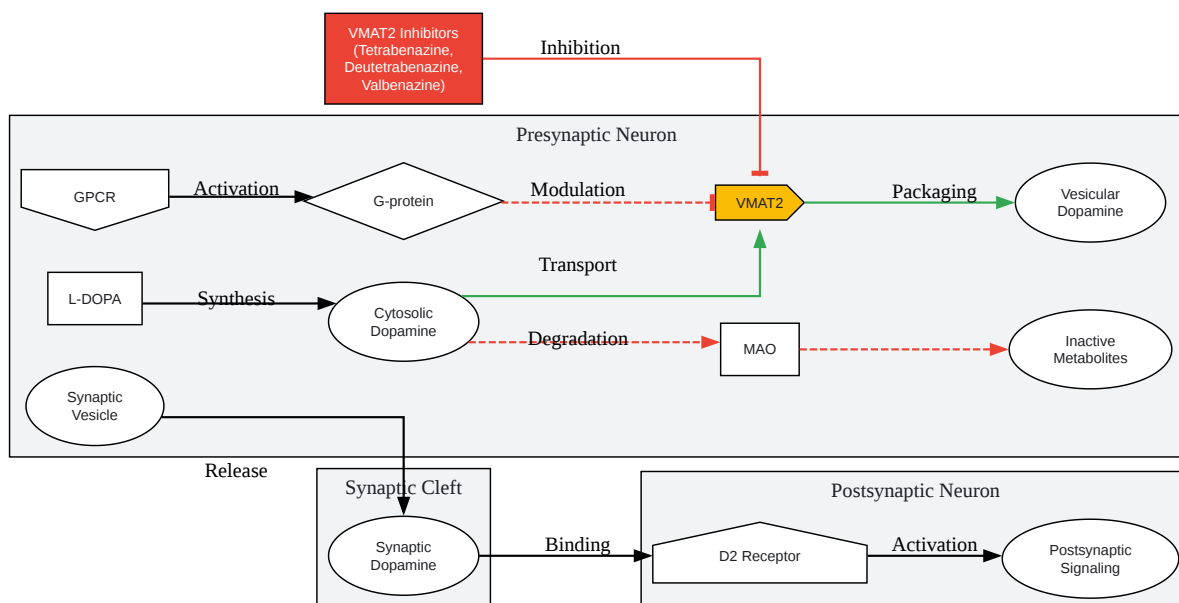 VMAT2 Inhibitors
(Tetrabenazine,
Deutetrabenazine,
Valbenazine)
Inhibition
Presynaptic Neuron
GPCR
Activation
G-protein
Modulation
VMAT2
Packaging
Vesicular
Dopamine
L-DOPA
Synthesis
Cytosolic
Dopamine
Transport
Degradation
MAO
Inactive
Metabolites
Synaptic
Vesicle
Release
Synaptic Cleft
Synaptic
Dopamine
Binding
Postsynaptic Neuron
D2 Receptor
Activation
Postsynaptic
Signaling